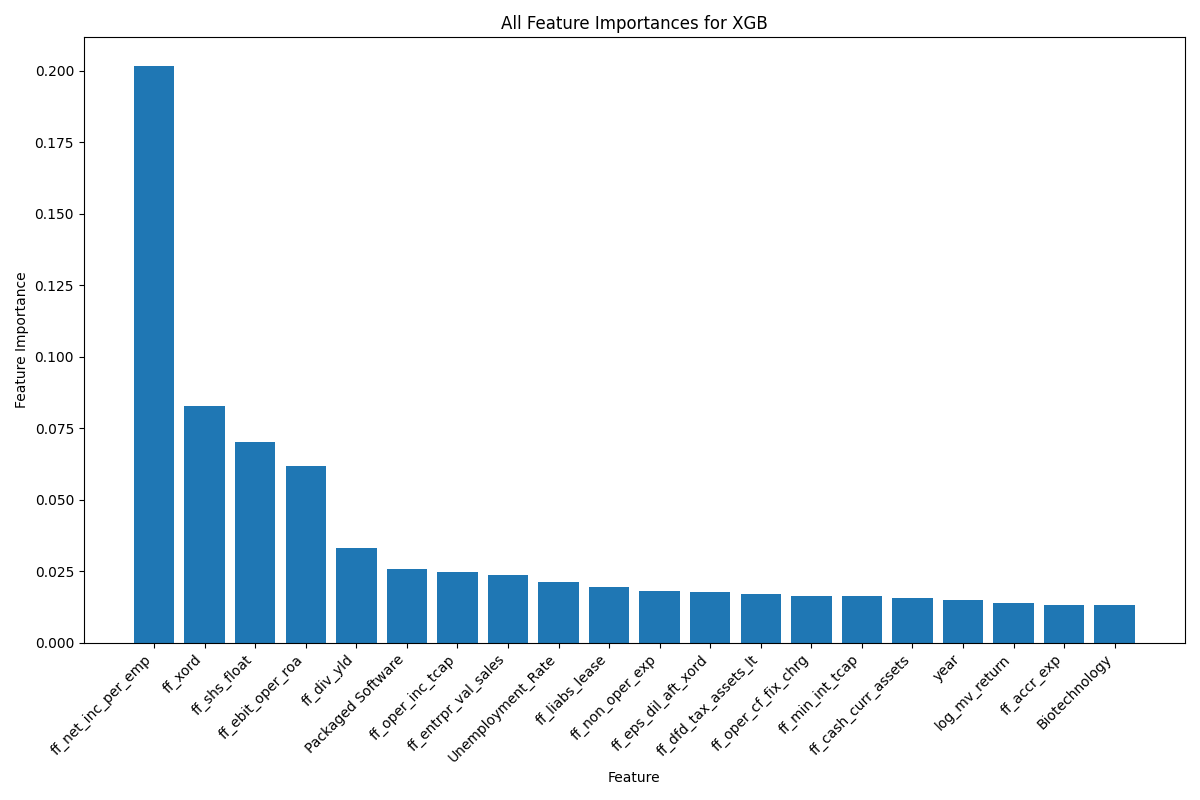 All Feature Importances for XGB
0.200
0.175
0.150
0.125
0.100
0.075
0.050
0.025
0.000
Feature Importance
ff_net_inc_per_emp
ff_xord
ff_shs_float
ff_ebit_oper_roa
ff_div_yld
Packaged Software
ff_oper_inc_tcap
ff_entrpr_val_sales
Unemployment_Rate
ff_liabs_lease
ff_non_oper_exp
ff_eps_dil_aft_xord
ff_dfd_tax_assets_lt
ff_oper_cf_fix_chrg
ff_min_int_tcap
ff_cash_curr_assets
year
log_mv_return
ff_accr_exp
Biotechnology
Feature